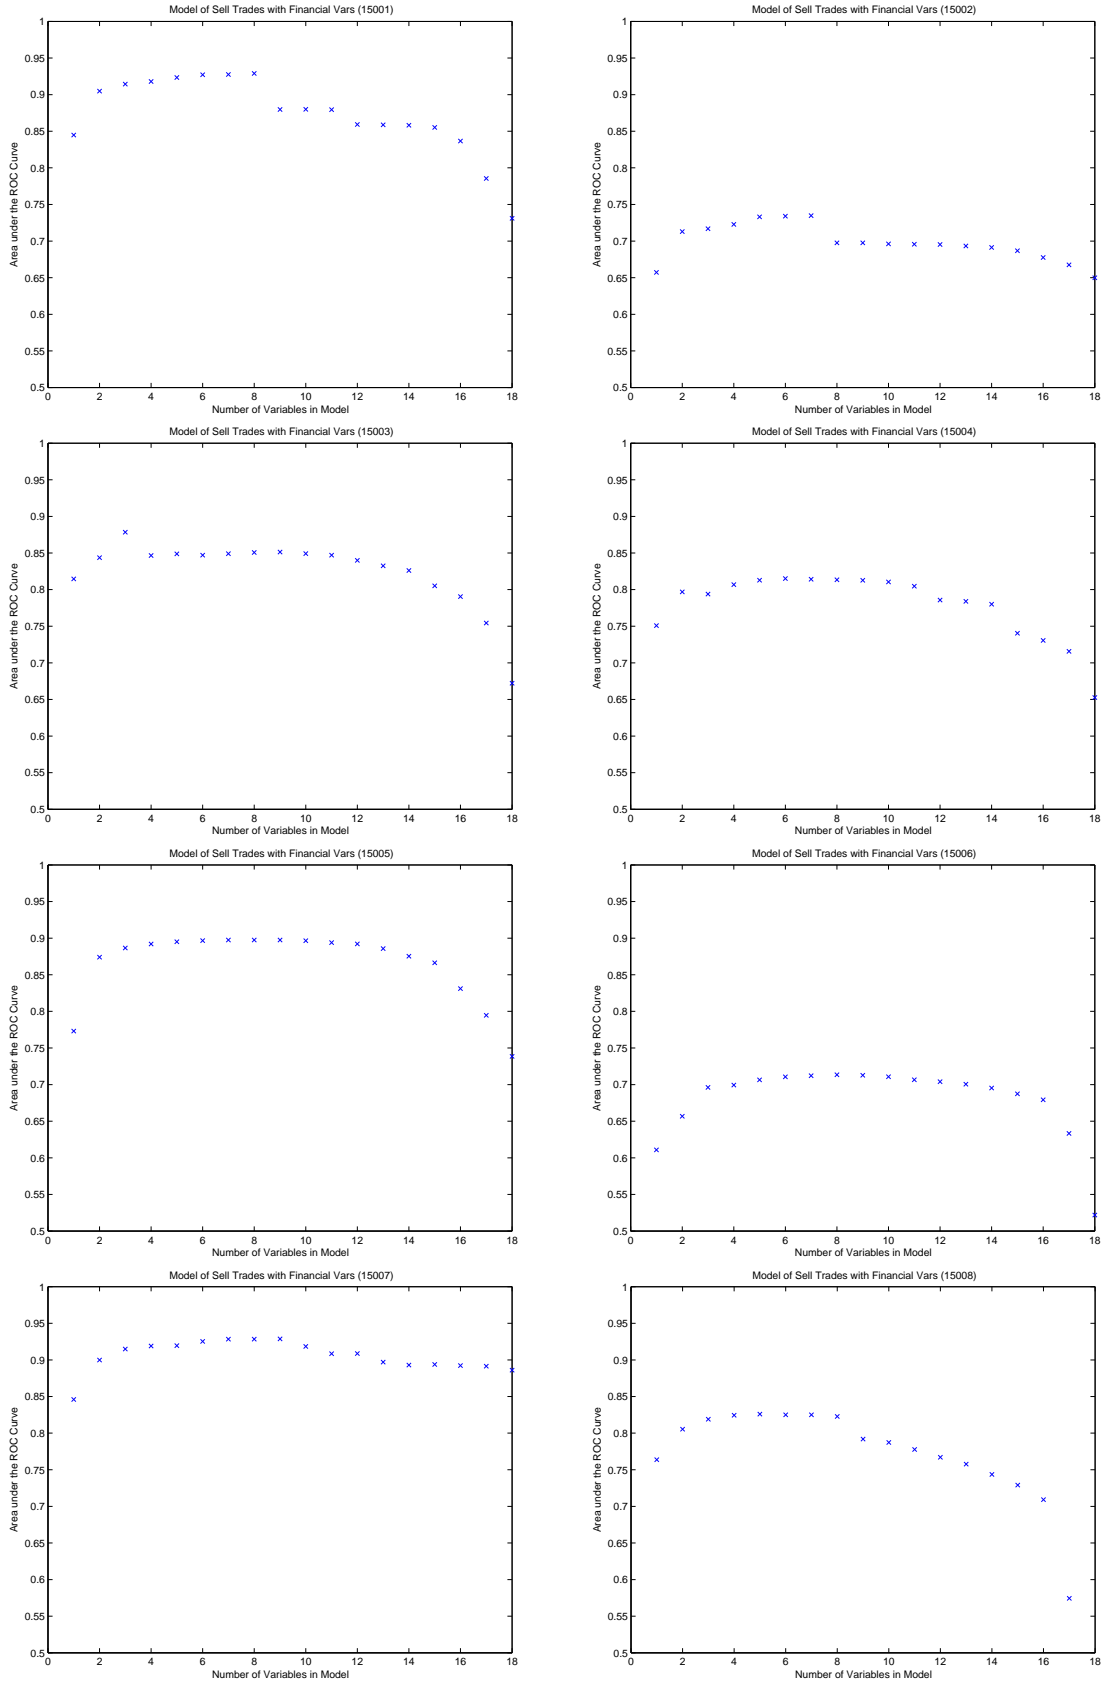 Model of Sell Trades with Financial Vars (15001)
1
0.95
0.9
0.85
0.8
0.75
0.7
0.65
0.6
0.55
0.5
0 2 4 6 8 10 12 14 16 18
Area under the ROC Curve
Number of Variables in Model
Model of Sell Trades with Financial Vars (15002)
1
0.95
0.9
0.85
0.8
0.75
0.7
0.65
0.6
0.55
0.5
0 2 4 6 8 10 12 14 16 18
Area under the ROC Curve
Number of Variables in Model
Model of Sell Trades with Financial Vars (15003)
1
0.95
0.9
0.85
0.8
0.75
0.7
0.65
0.6
0.55
0.5
0 2 4 6 8 10 12 14 16 18
Area under the ROC Curve
Number of Variables in Model
Model of Sell Trades with Financial Vars (15004)
1
0.95
0.9
0.85
0.8
0.75
0.7
0.65
0.6
0.55
0.5
0 2 4 6 8 10 12 14 16 18
Area under the ROC Curve
Number of Variables in Model
Model of Sell Trades with Financial Vars (15005)
1
0.95
0.9
0.85
0.8
0.75
0.7
0.65
0.6
0.55
0.5
0 2 4 6 8 10 12 14 16 18
Area under the ROC Curve
Number of Variables in Model
Model of Sell Trades with Financial Vars (15006)
1
0.95
0.9
0.85
0.8
0.75
0.7
0.65
0.6
0.55
0.5
0 2 4 6 8 10 12 14 16 18
Area under the ROC Curve
Number of Variables in Model
Model of Sell Trades with Financial Vars (15007)
1
0.95
0.9
0.85
0.8
0.75
0.7
0.65
0.6
0.55
0.5
0 2 4 6 8 10 12 14 16 18
Area under the ROC Curve
Number of Variables in Model
Model of Sell Trades with Financial Vars (15008)
1
0.95
0.9
0.85
0.8
0.75
0.7
0.65
0.6
0.55
0.5
0 2 4 6 8 10 12 14 16 18
Area under the ROC Curve
Number of Variables in Model